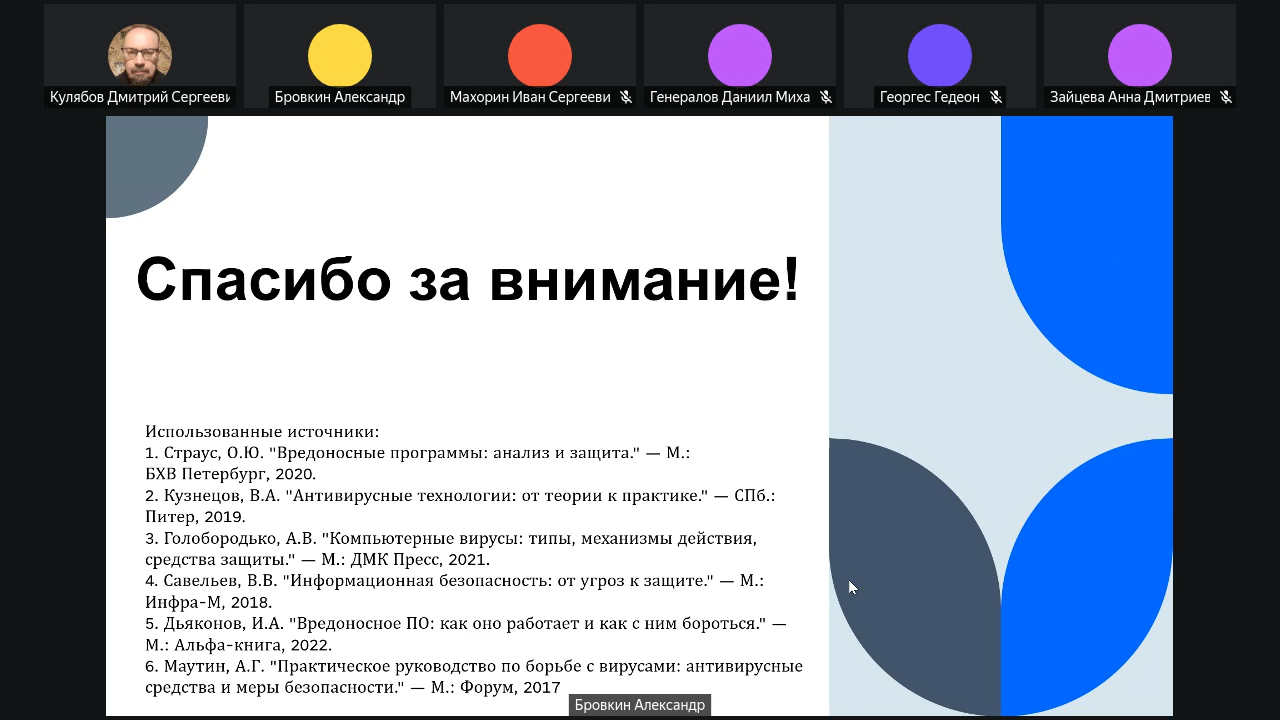 Кулябов Дмитрий Сергееви
Бровкин Александр
Махорин Иван Сергееви
Генералов Даниил Миха
Георгес Гедеон
Зайцева Анна Дмитриев
Спасибо за внимание!
Использованные источники:
1. Страус, О.Ю. "Вредоносные программы: анализ и защита." — М.:
БХВ Петербург, 2020.
2. Кузнецов, В.А. "Антивирусные технологии: от теории к практике." — СПб.:
Питер, 2019.
3. Голобородько, А.В. "Компьютерные вирусы: типы, механизмы действия,
средства защиты." — М.: ДМК Пресс, 2021.
4. Савельев, В.В. "Информационная безопасность: от угроз к защите." — М.:
Инфра-М, 2018.
5. Дьяконов, И.А. "Вредоносное ПО: как оно работает и как с ним бороться." —
М.: Альфа-книга, 2022.
6. Маутин, А.Г. "Практическое руководство по борьбе с вирусами: антивирусные
средства и меры безопасности." — М.: Форум, 2017
Бровкин Александр